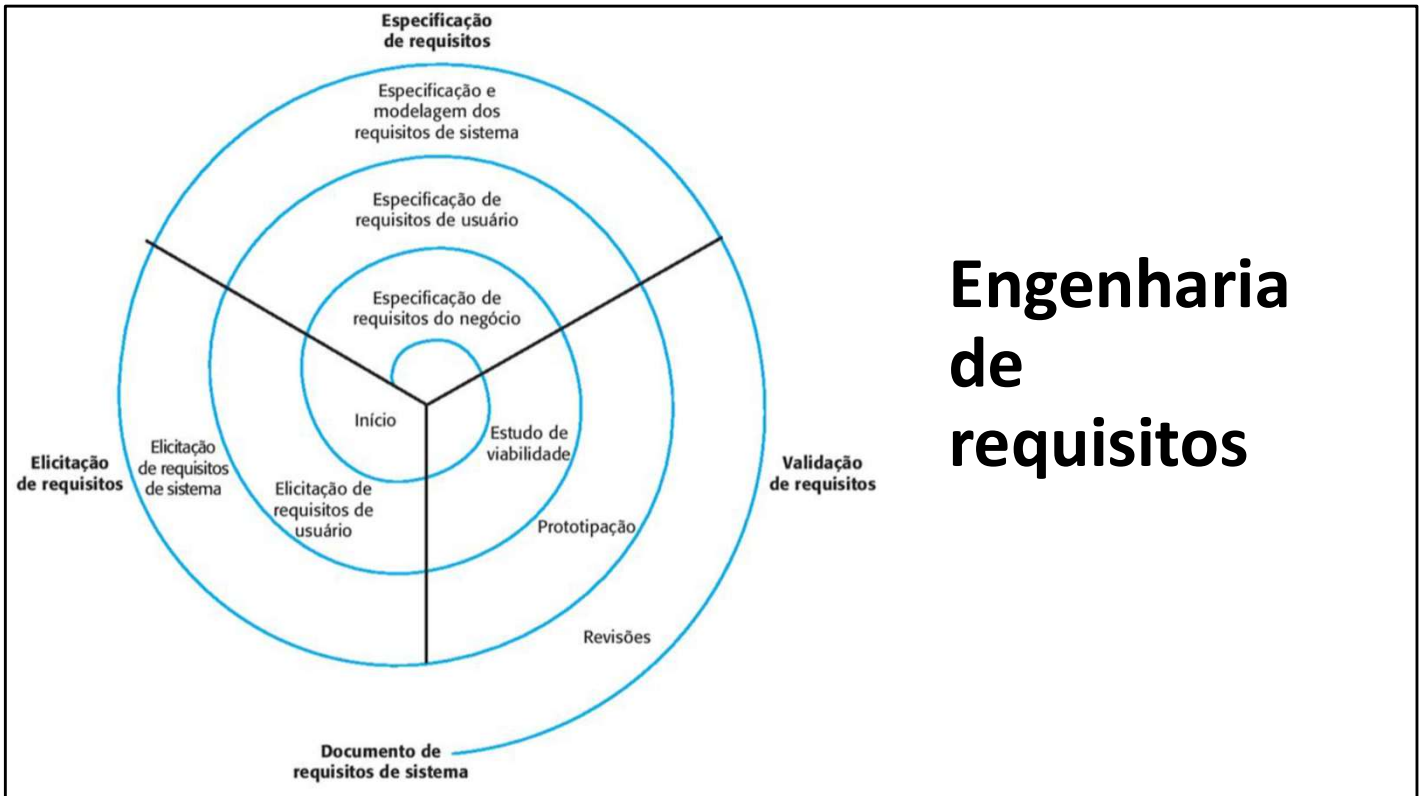 Especificação
de requisitos
Especificação e
modelagem dos
requisitos de sistema
Especificação de
requisitos de usuário
Especificação de
requisitos do negócio
Início
Estudo de
viabilidade
Elicitação
de requisitos
Elicitação
de requisitos
de sistema
Elicitação de
requisitos de
usuário
Prototipação
Validação
de requisitos
Revisões
Documento de
requisitos de sistema
Engenharia
de
requisitos